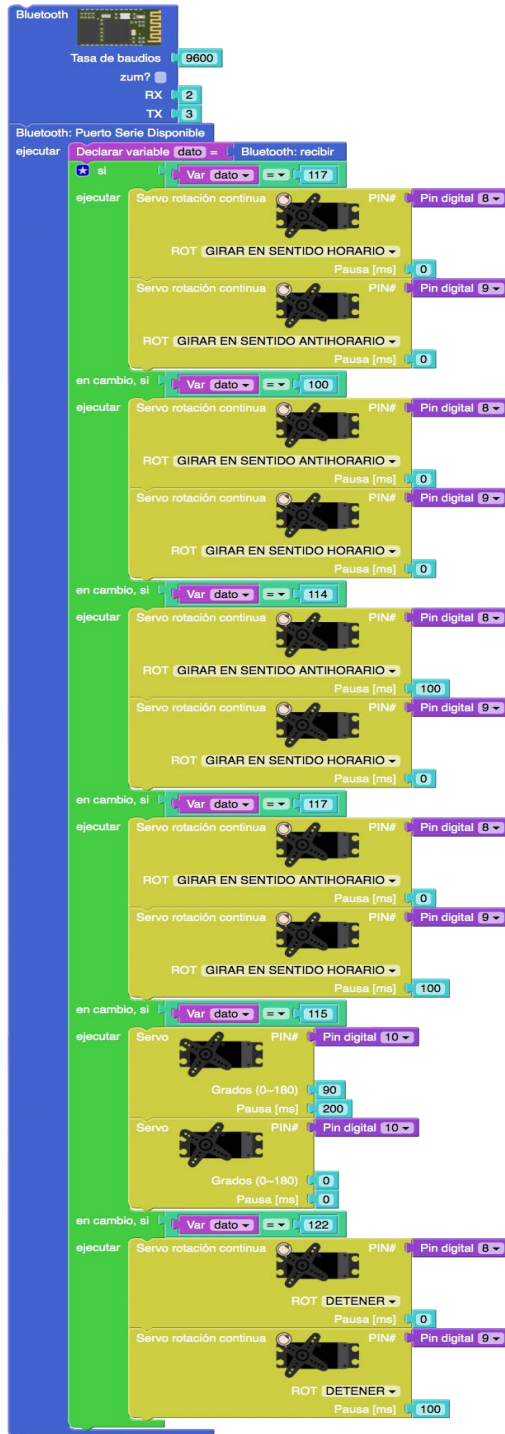 Bluetooth
Tasa de baudios 9600
zum?
RX 2
TX 3
Bluetooth: Puerto Serie Disponible
ejecutar Declarar variable dato = Bluetooth: recibir
si Var dato = 117
ejecutar Servo rotación continua PIN# Pin digital 8
ROT GIRAR EN SENTIDO HORARIO
Pausa [ms] 0
Servo rotación continua PIN# Pin digital 9
ROT GIRAR EN SENTIDO ANTIHORARIO
Pausa [ms] 0
en cambio, si Var dato = 100
ejecutar Servo rotación continua PIN# Pin digital 8
ROT GIRAR EN SENTIDO ANTIHORARIO
Pausa [ms] 0
Servo rotación continua PIN# Pin digital 9
ROT GIRAR EN SENTIDO HORARIO
Pausa [ms] 0
en cambio, si Var dato = 114
ejecutar Servo rotación continua PIN# Pin digital 8
ROT GIRAR EN SENTIDO ANTIHORARIO
Pausa [ms] 100
Servo rotación continua PIN# Pin digital 9
ROT GIRAR EN SENTIDO HORARIO
Pausa [ms] 0
en cambio, si Var dato = 117
ejecutar Servo rotación continua PIN# Pin digital 8
ROT GIRAR EN SENTIDO ANTIHORARIO
Pausa [ms] 0
Servo rotación continua PIN# Pin digital 9
ROT GIRAR EN SENTIDO HORARIO
Pausa [ms] 100
en cambio, si Var dato = 115
ejecutar Servo PIN# Pin digital 10
Grados (0~180) 90
Pausa [ms] 200
Servo PIN# Pin digital 10
Grados (0~180) 0
Pausa [ms] 0
en cambio, si Var dato = 122
ejecutar Servo rotación continua PIN# Pin digital 8
ROT DETENER
Pausa [ms] 0
Servo rotación continua PIN# Pin digital 9
ROT DETENER
Pausa [ms] 100